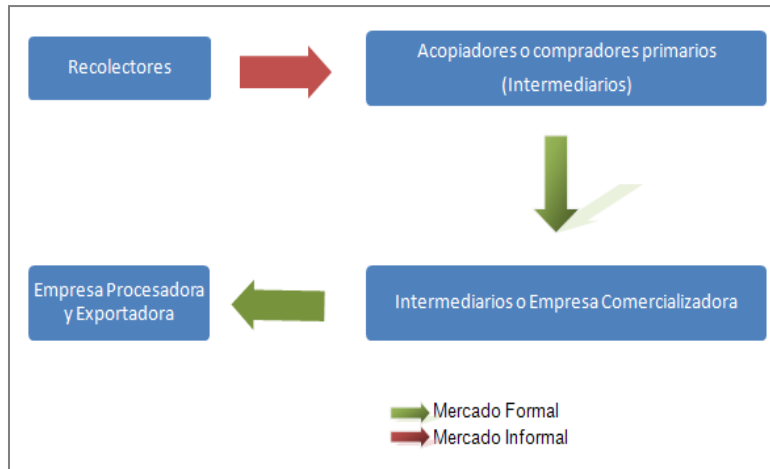 Recolectores
Acopiadores o compradores primarios
(Intermediarios)
Empresa Procesadora
y Exportadora
Intermediarios o Empresa Comercializadora
Mercado Formal
Mercado Informal